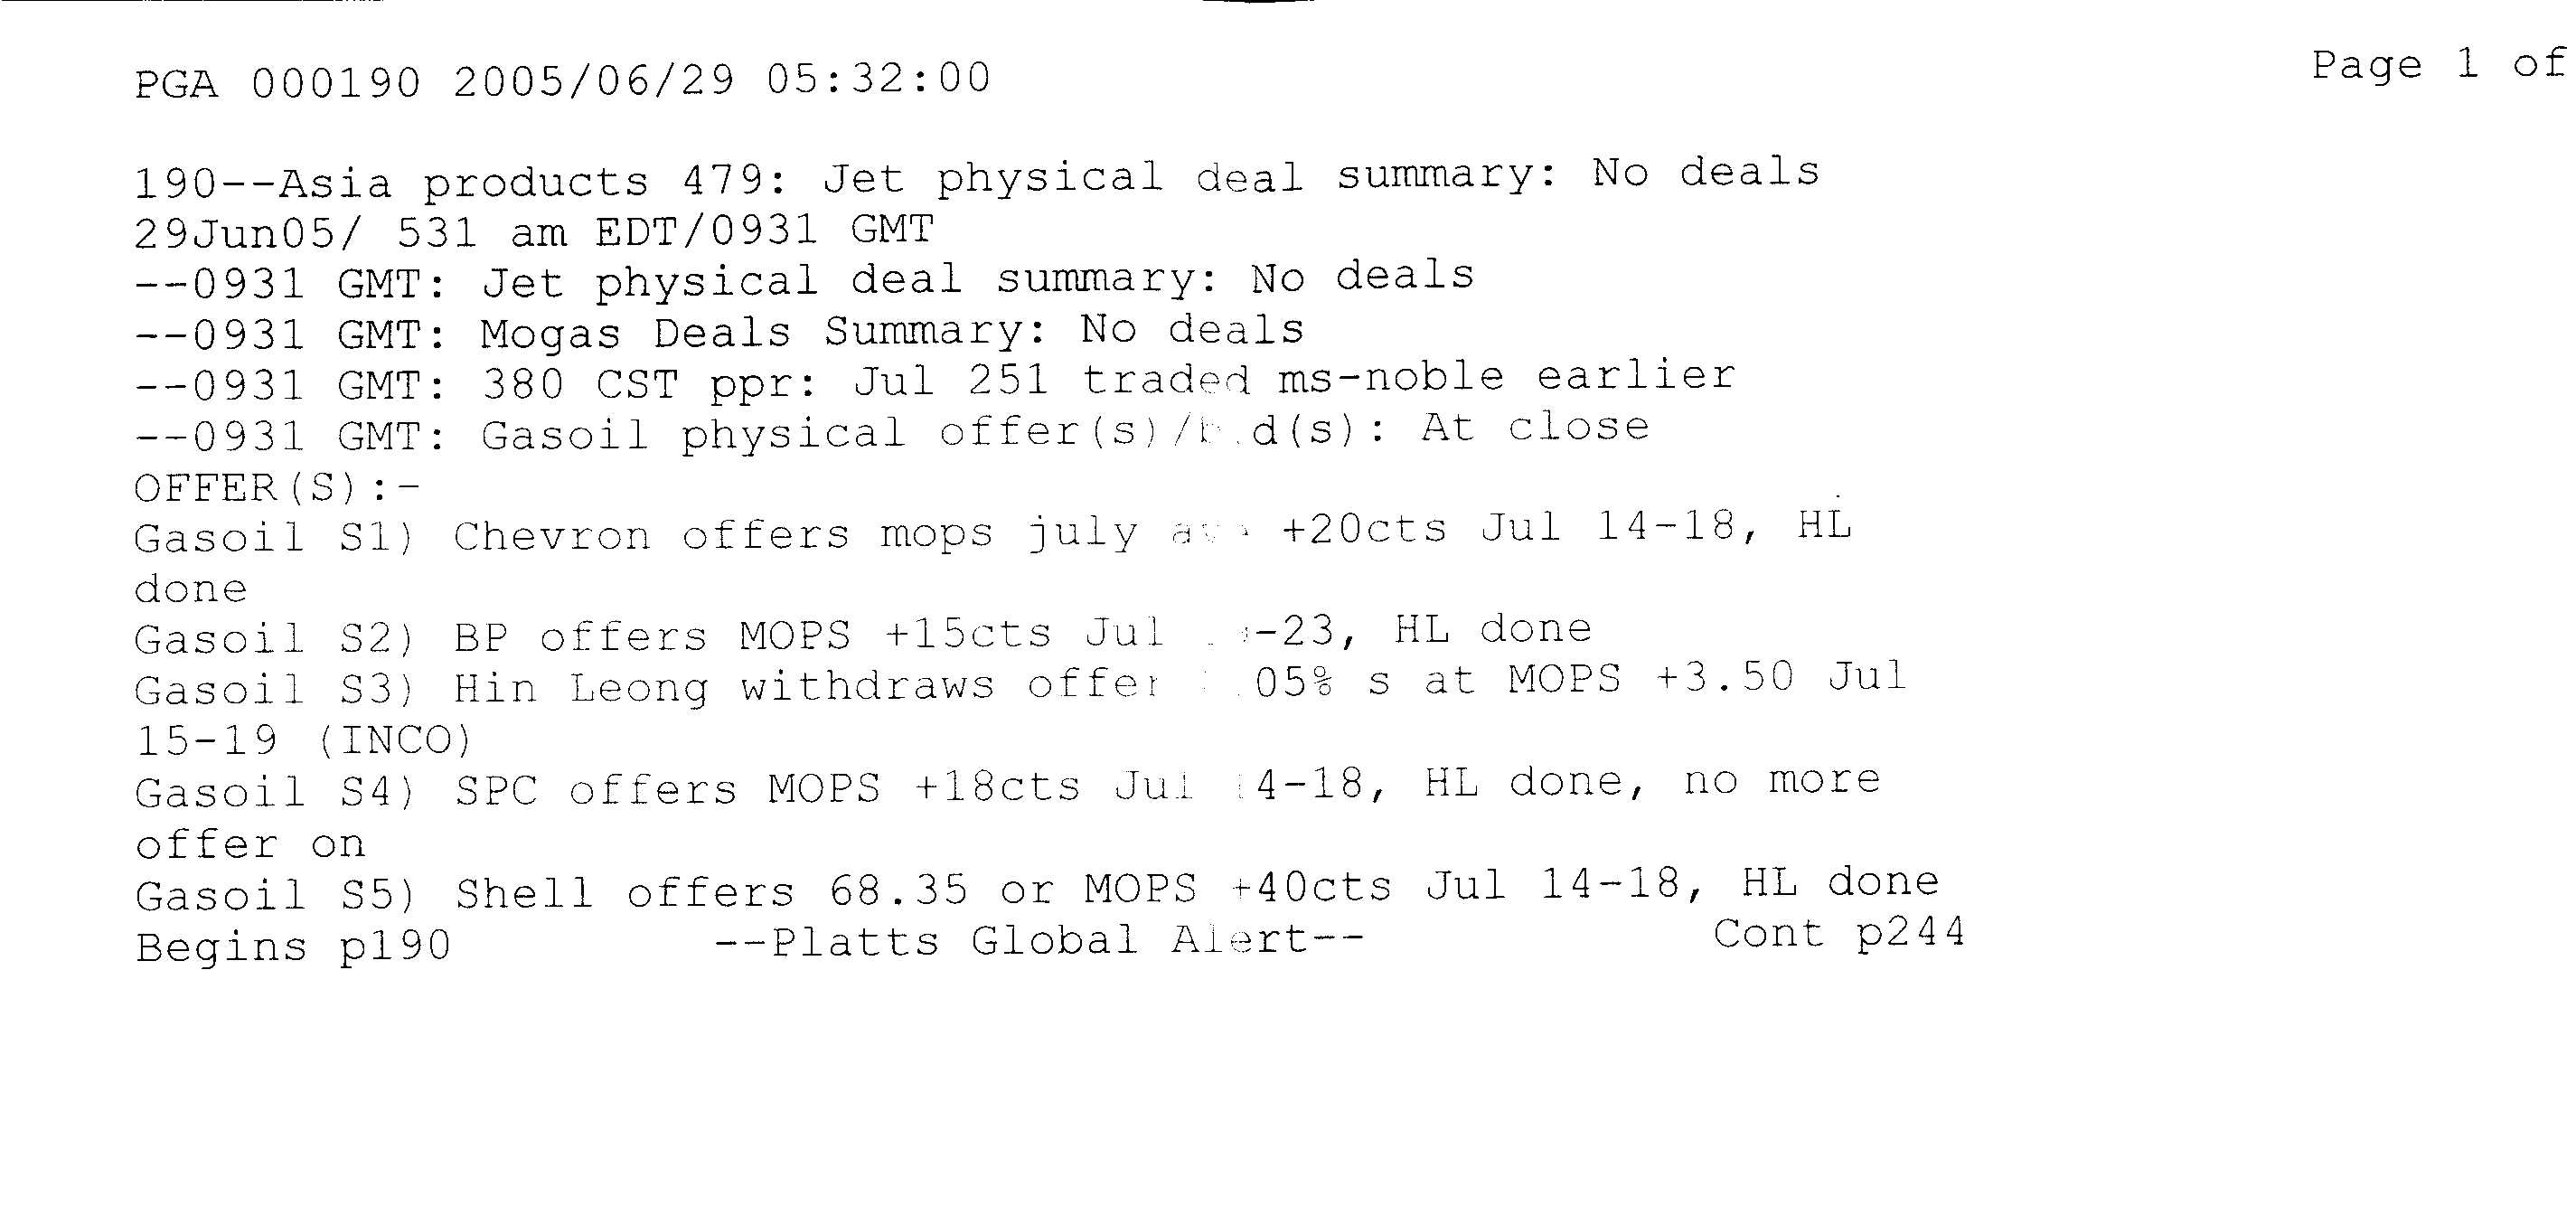 PGA 000190 2005/06/29 05:32:00 Page 1 of
190--Asia products 479: Jet physical deal summary: No deals
29Jun05/ 531 am EDT/0931 GMT
--0931 GMT: Jet physical deal summary: No deals
--0931 GMT: Mogas Deals Summary: No deals
--0931 GMT: 380 CST ppr: Jul 251 traded ms-noble earlier
--0931 GMT: Gasoil physical offer(s)/bid(s): At close
OFFER(S):-
Gasoil S1) Chevron offers mops july +20cts Jul 14-18, HL
done
Gasoil S2) BP offers MOPS +15cts Jul -23, HL done
Gasoil S3) Hin Leong withdraws offer 05% s at MOPS +3.50 Jul
15-19 (INCO)
Gasoil S4) SPC offers MOPS +18cts Jul 14-18, HL done, no more
offer on
Gasoil S5) Shell offers 68.35 or MOPS +40cts Jul 14-18, HL done
Begins p190 --Platts Global Alert-- Cont p244